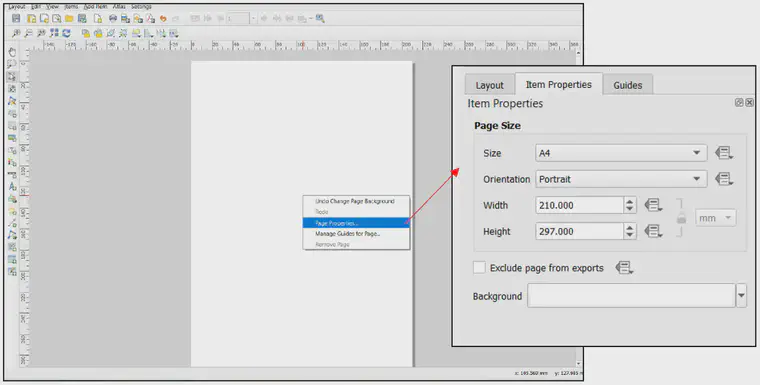 Layout Edit View Items Add Item Atlas Settings
Undo Change Page Background
Redo
Page Properties...
Manage Guides for Page...
Remove Page
x: 195.360 mm y: 127.995 m
Layout Item Properties Guides
Item Properties
Page Size
Size A4
Orientation Portrait
Width 210.000
mm
Height 297.000
Exclude page from exports
Background